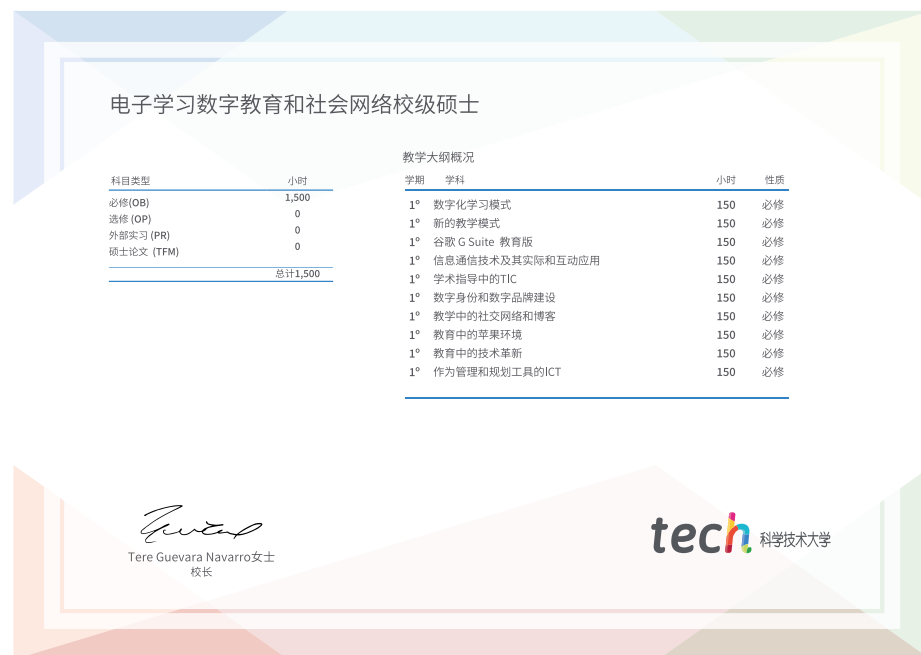 电子学习数字教育和社会网络校级硕士
科目类型 小时
必修(OB) 1,500
选修 (OP) 0
外部实习 (PR) 0
硕士论文 (TFM) 0
总计1,500
教学大纲概况
学期 学科 小时 性质
1º 数字化学习模式 150 必修
1º 新的教学模式 150 必修
1º 谷歌 G Suite 教育版 150 必修
1º 信息通信技术及其实际和互动应用 150 必修
1º 学术指导中的TIC 150 必修
1º 数字身份和数字品牌建设 150 必修
1º 教学中的社交网络和博客 150 必修
1º 教育中的苹果环境 150 必修
1º 教育中的技术革新 150 必修
1º 作为管理和规划工具的ICT 150 必修
Tere Guevara Navarro女士
校长
tech 科学技术大学